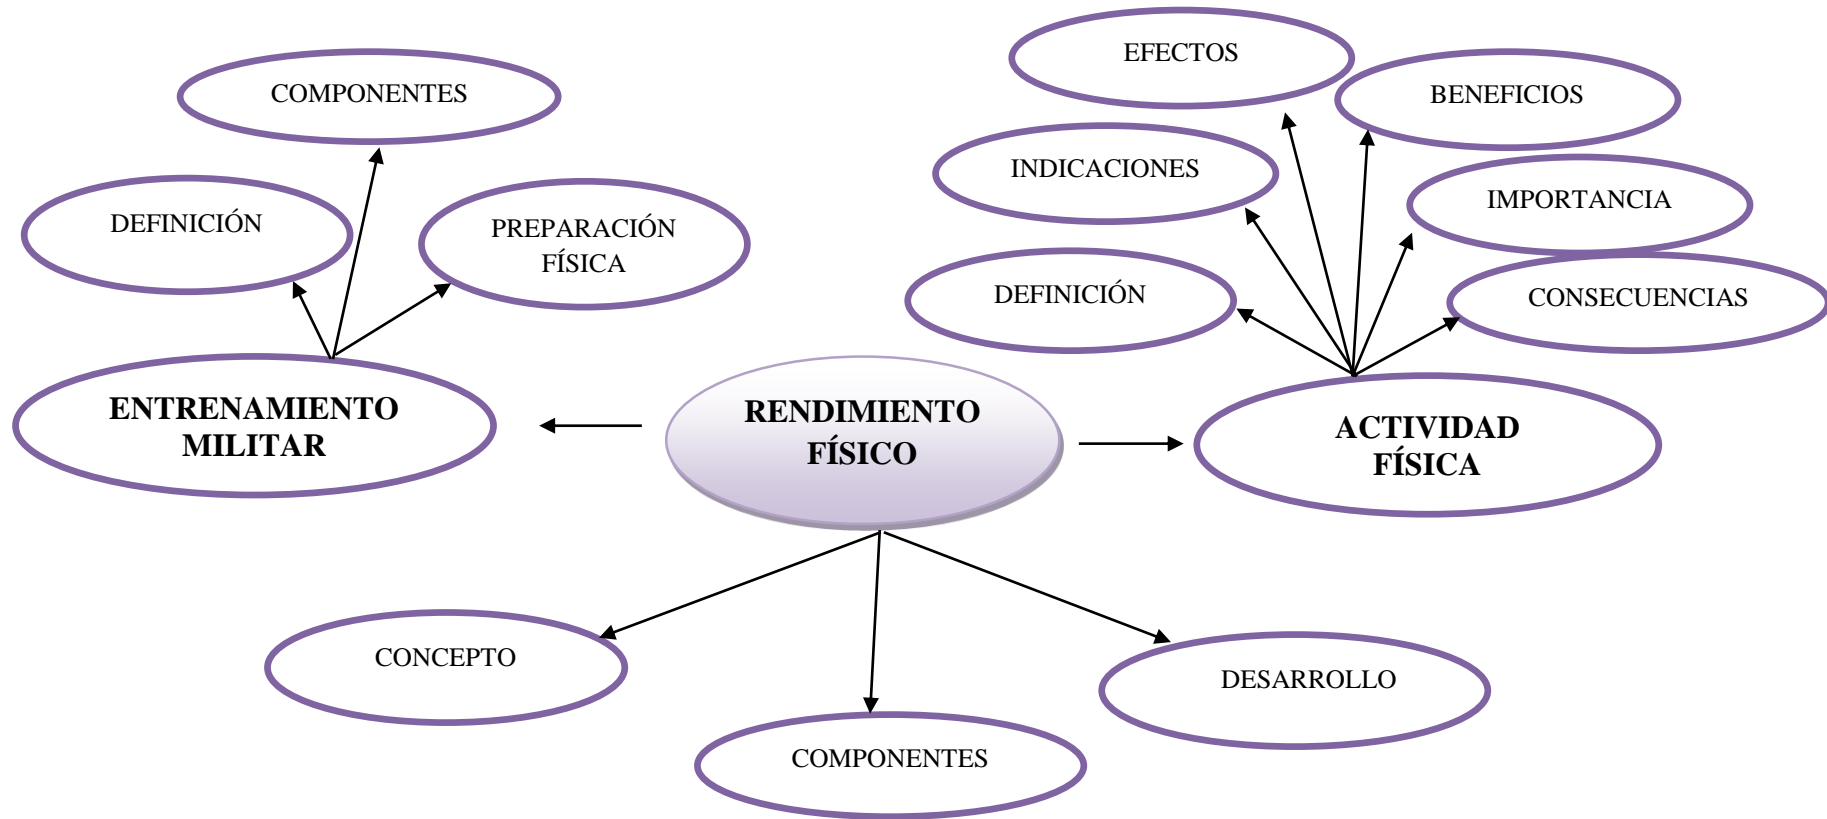 EFECTOS
COMPONENTES
BENEFICIOS
INDICACIONES
IMPORTANCIA
DEFINICIÓN
PREPARACIÓN
FÍSICA
DEFINICIÓN
CONSECUENCIAS
ENTRENAMIENTO
MILITAR
RENDIMIENTO
FÍSICO
ACTIVIDAD
FÍSICA
CONCEPTO
DESARROLLO
COMPONENTES